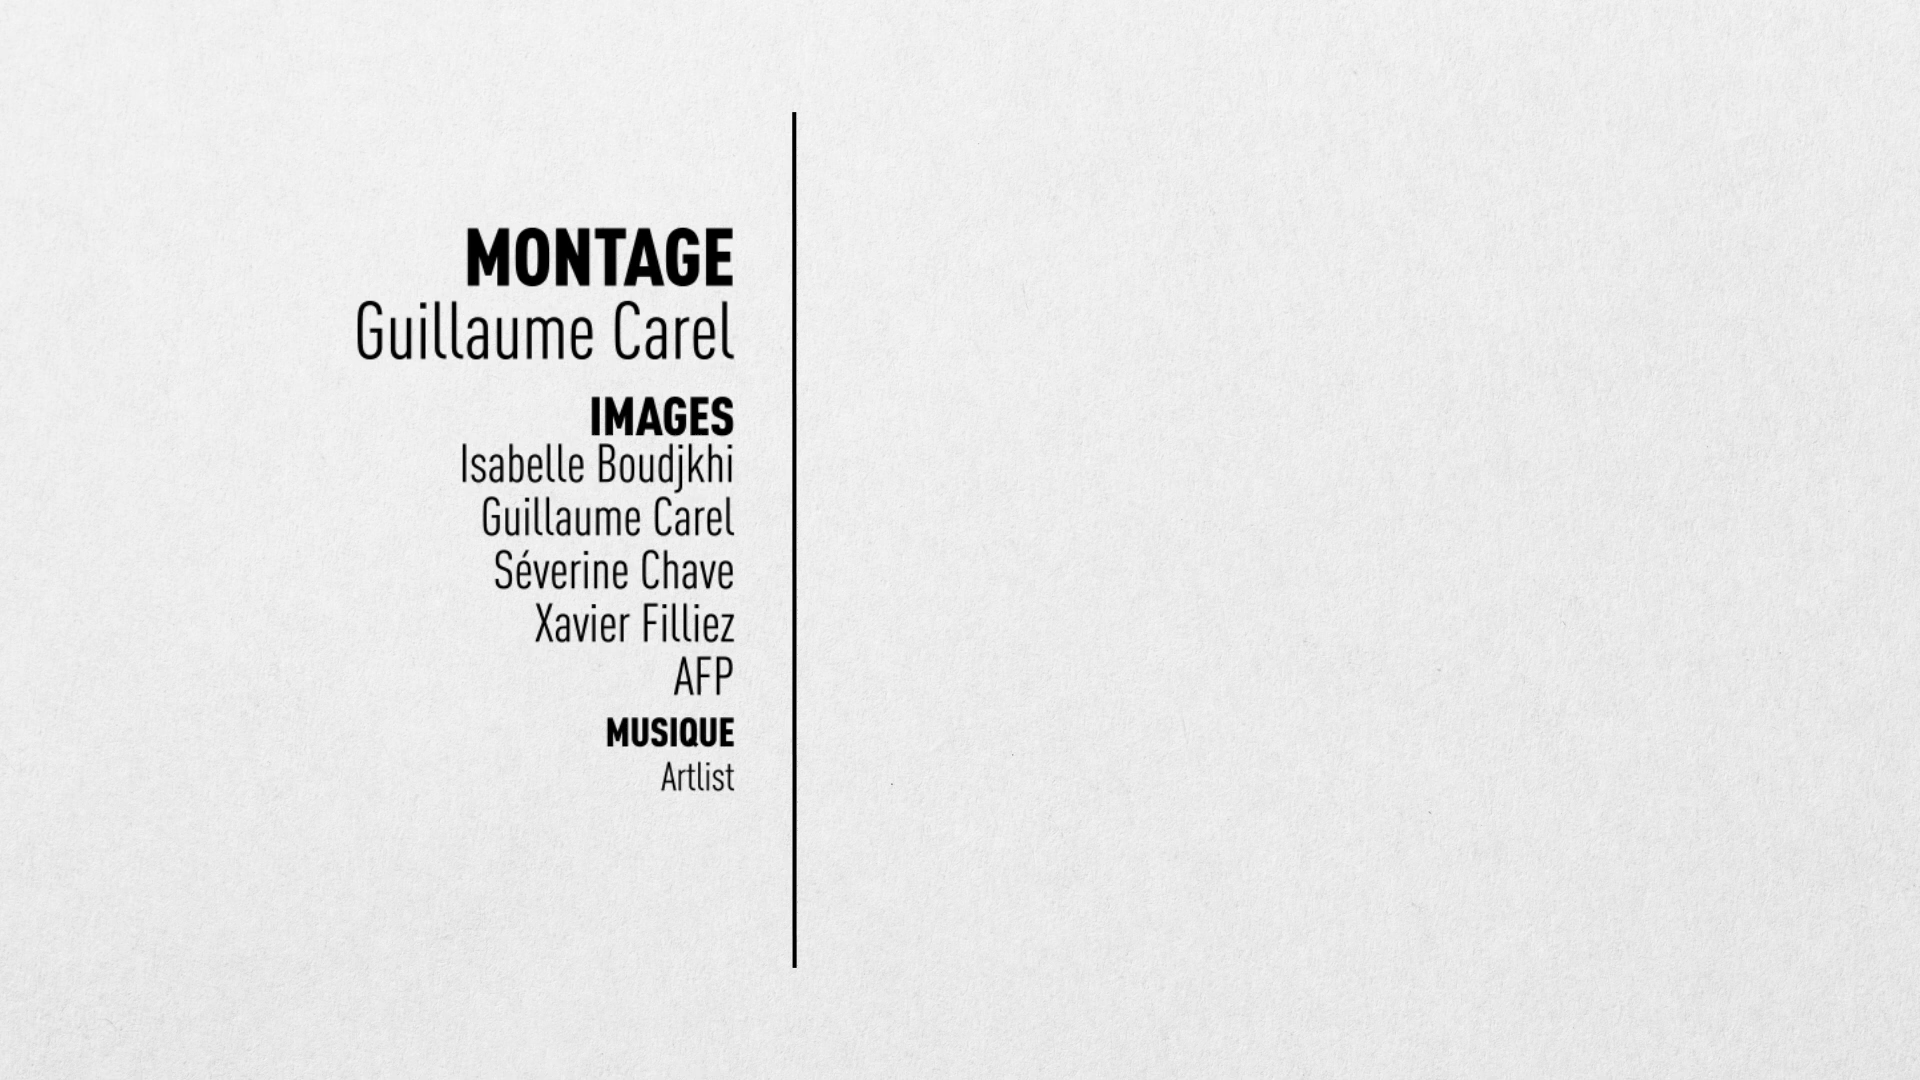 MONTAGE
Guillaume Carel
IMAGES
Isabelle Boudjkhi
Guillaume Carel
Séverine Chave
Xavier Filliez
AFP
MUSIQUE
Artlist